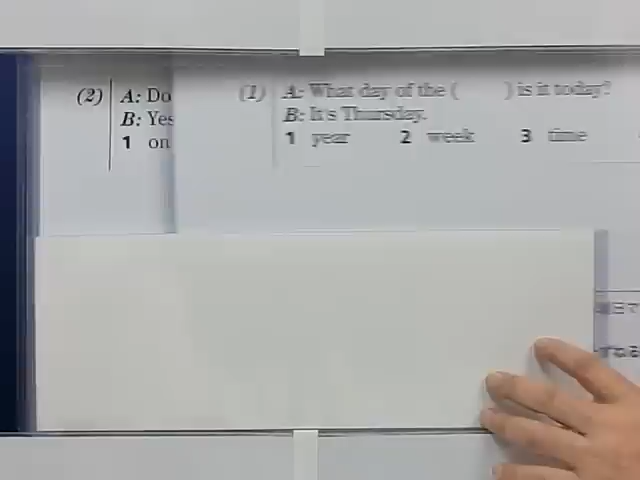 (2) A: Do
B: Yes
1 on
(1) A: What day of the ( ) is it today?
B: It's Thursday.
1 year 2 week 3 time